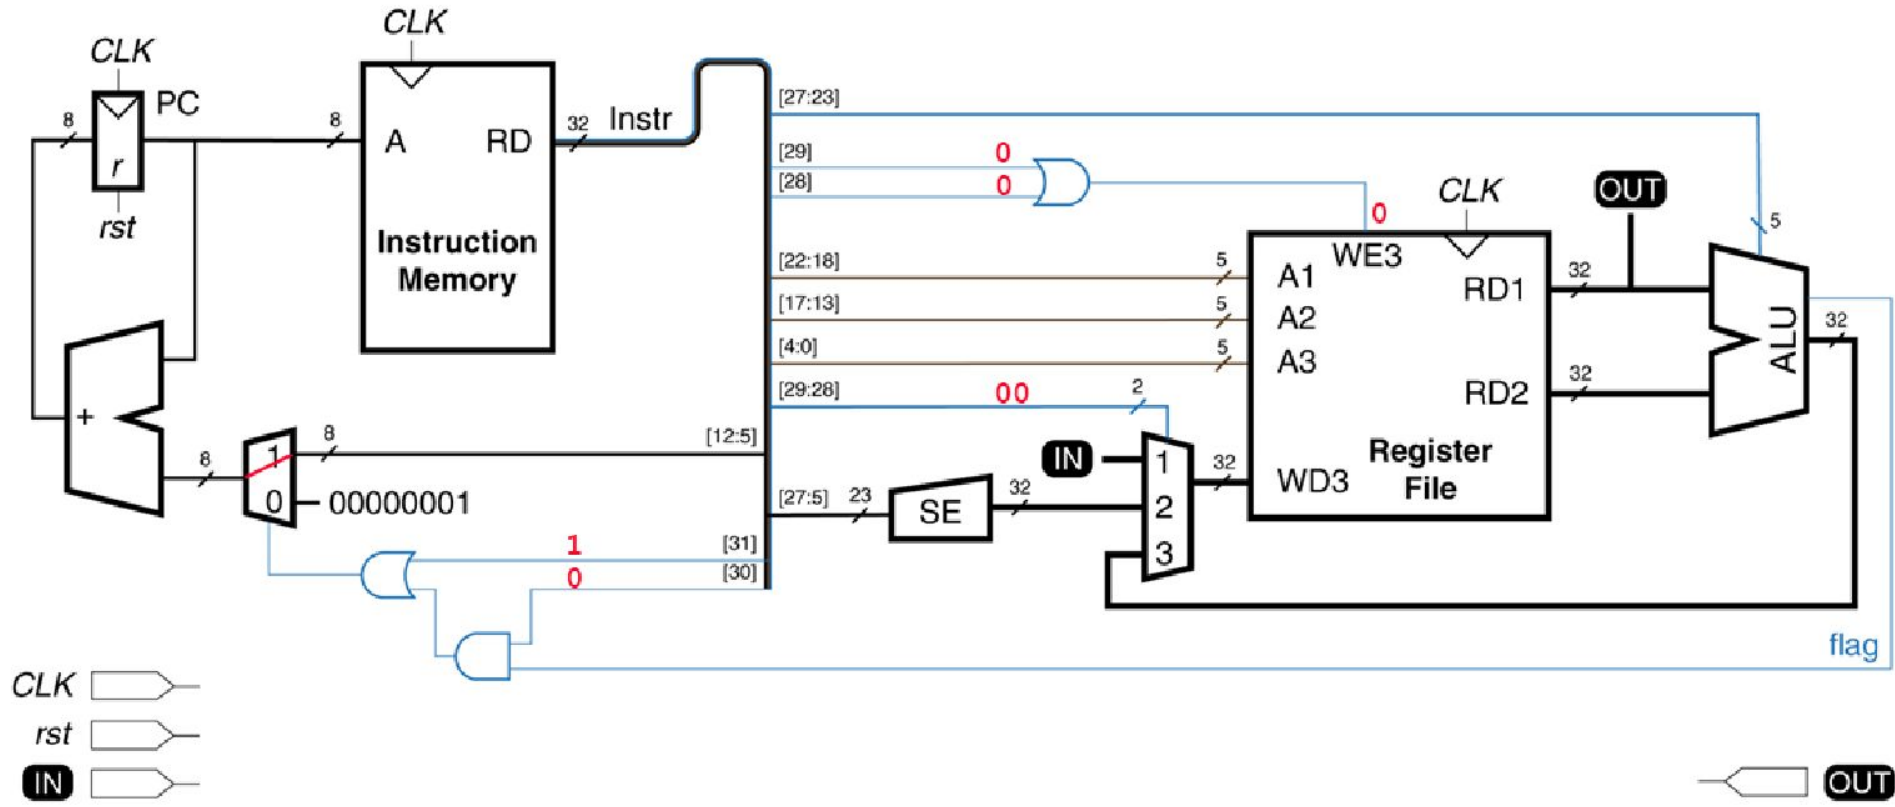 CLK
CLK
8
PC
r
rst
8
A
RD
32
Instr
Instruction
Memory
[27:23]
[29]
0
[28]
0
0
CLK
OUT
5
[22:18]
5
A1
WE3
RD1
32
[17:13]
5
A2
[4:0]
5
A3
ALU
32
[29:28]
00
2
RD2
32
+
8
8
1
0
00000001
[12:5]
IN
1
2
3
32
WD3
Register
File
[27:5]
23
SE
32
1
[31]
0
[30]
flag
CLK
rst
IN
OUT